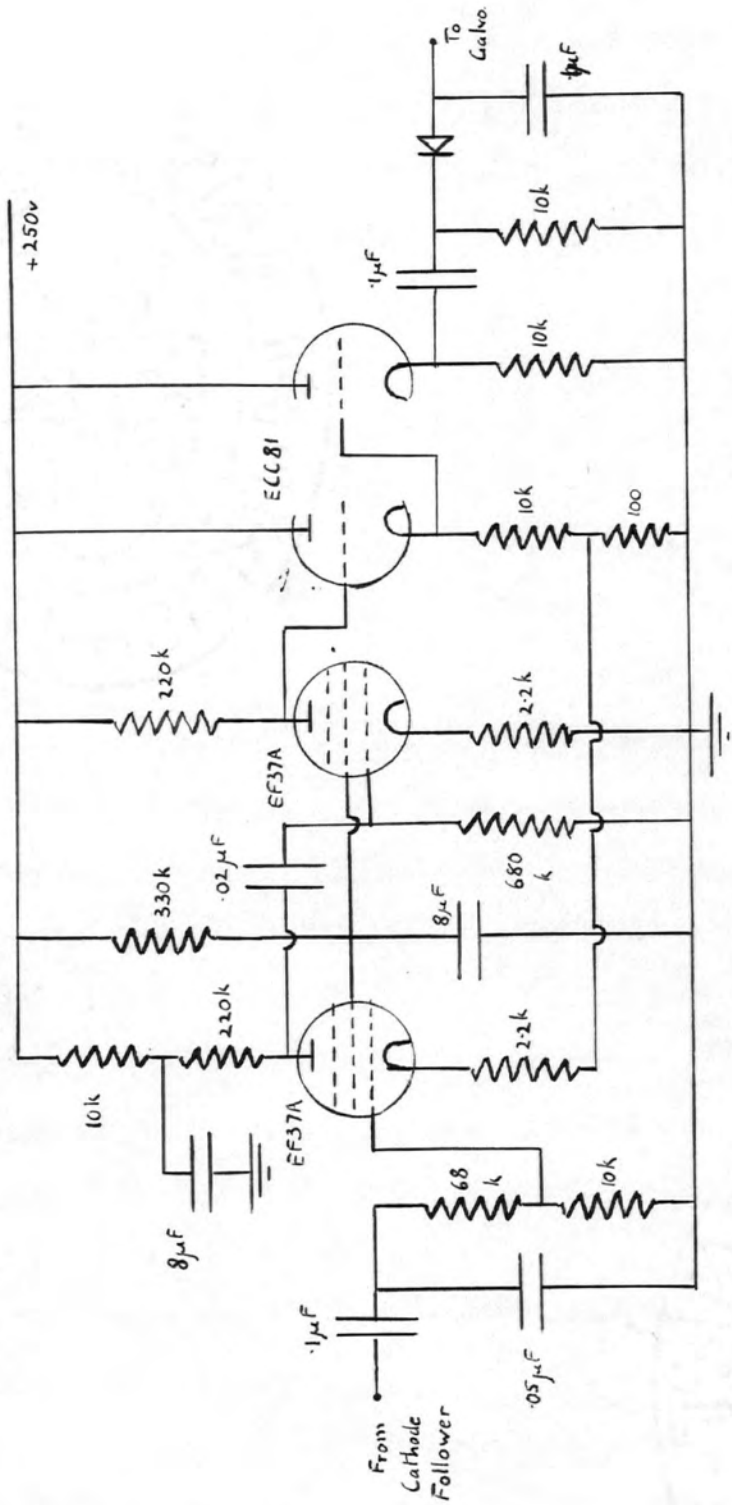 +250v
10k
220k
8µF
EF37A
330k
.02µF
EF37A
220k
ECC81
.1µF
From
Cathode
Follower
.05µF
68
k
10k
2.2k
8µF
680
k
2.2k
10k
100
10k
.1µF
10k
To
Galvo.